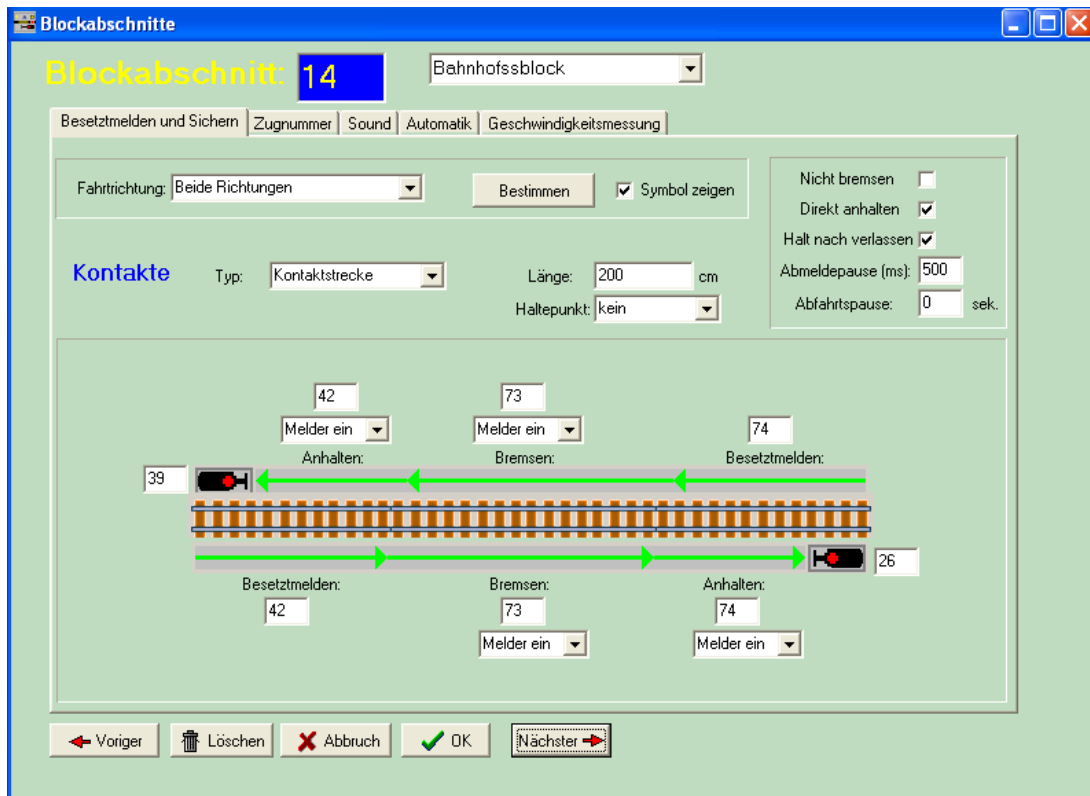 Blockabschnitte
Blockabschnitt: 14 Bahnhofssblock
Besetztmelden und Sichern Zugnummer Sound Automatik Geschwindigkeitsmessung
Fahrtrichtung: Beide Richtungen Bestimmen Symbol zeigen
Nicht bremsen
Direkt anhalten
Halt nach verlassen
Abmeldepause (ms): 500
Abfahrtspause: 0 sek.
Kontakte Typ: Kontaktstrecke Länge: 200 cm
Haltepunkt: kein
42 73
Melder ein Melder ein 74
Anhalten: Bremsen: Besetztmelden:
39
26
Besetztmelden: Bremsen: Anhalten:
42 73 74
Melder ein Melder ein
Voriger Löschen Abbruch OK Nächster